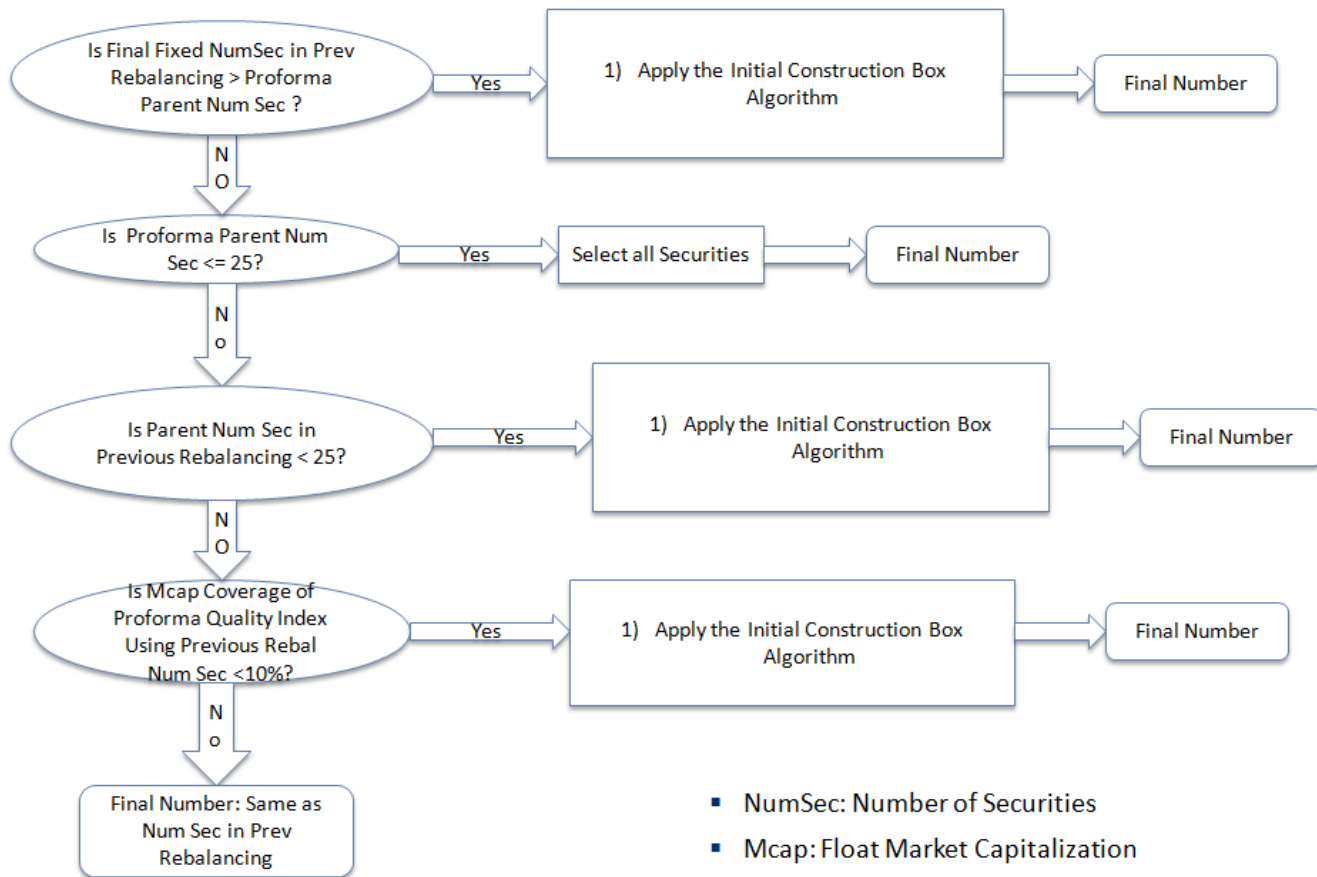 Is Final Fixed NumSec in Prev
Rebalancing > Proforma
Parent Num Sec ?
Yes
1) Apply the Initial Construction Box
Algorithm
Final Number
N
O
Is Proforma Parent Num
Sec <= 25?
Yes
Select all Securities
Final Number
N
o
Is Parent Num Sec in
Previous Rebalancing < 25?
Yes
1) Apply the Initial Construction Box
Algorithm
Final Number
N
O
Is Mcap Coverage of
Proforma Quality Index
Using Previous Rebal
Num Sec <10%?
Yes
1) Apply the Initial Construction Box
Algorithm
Final Number
N
o
Final Number: Same as
Num Sec in Prev
Rebalancing
▪ NumSec: Number of Securities
▪ Mcap: Float Market Capitalization